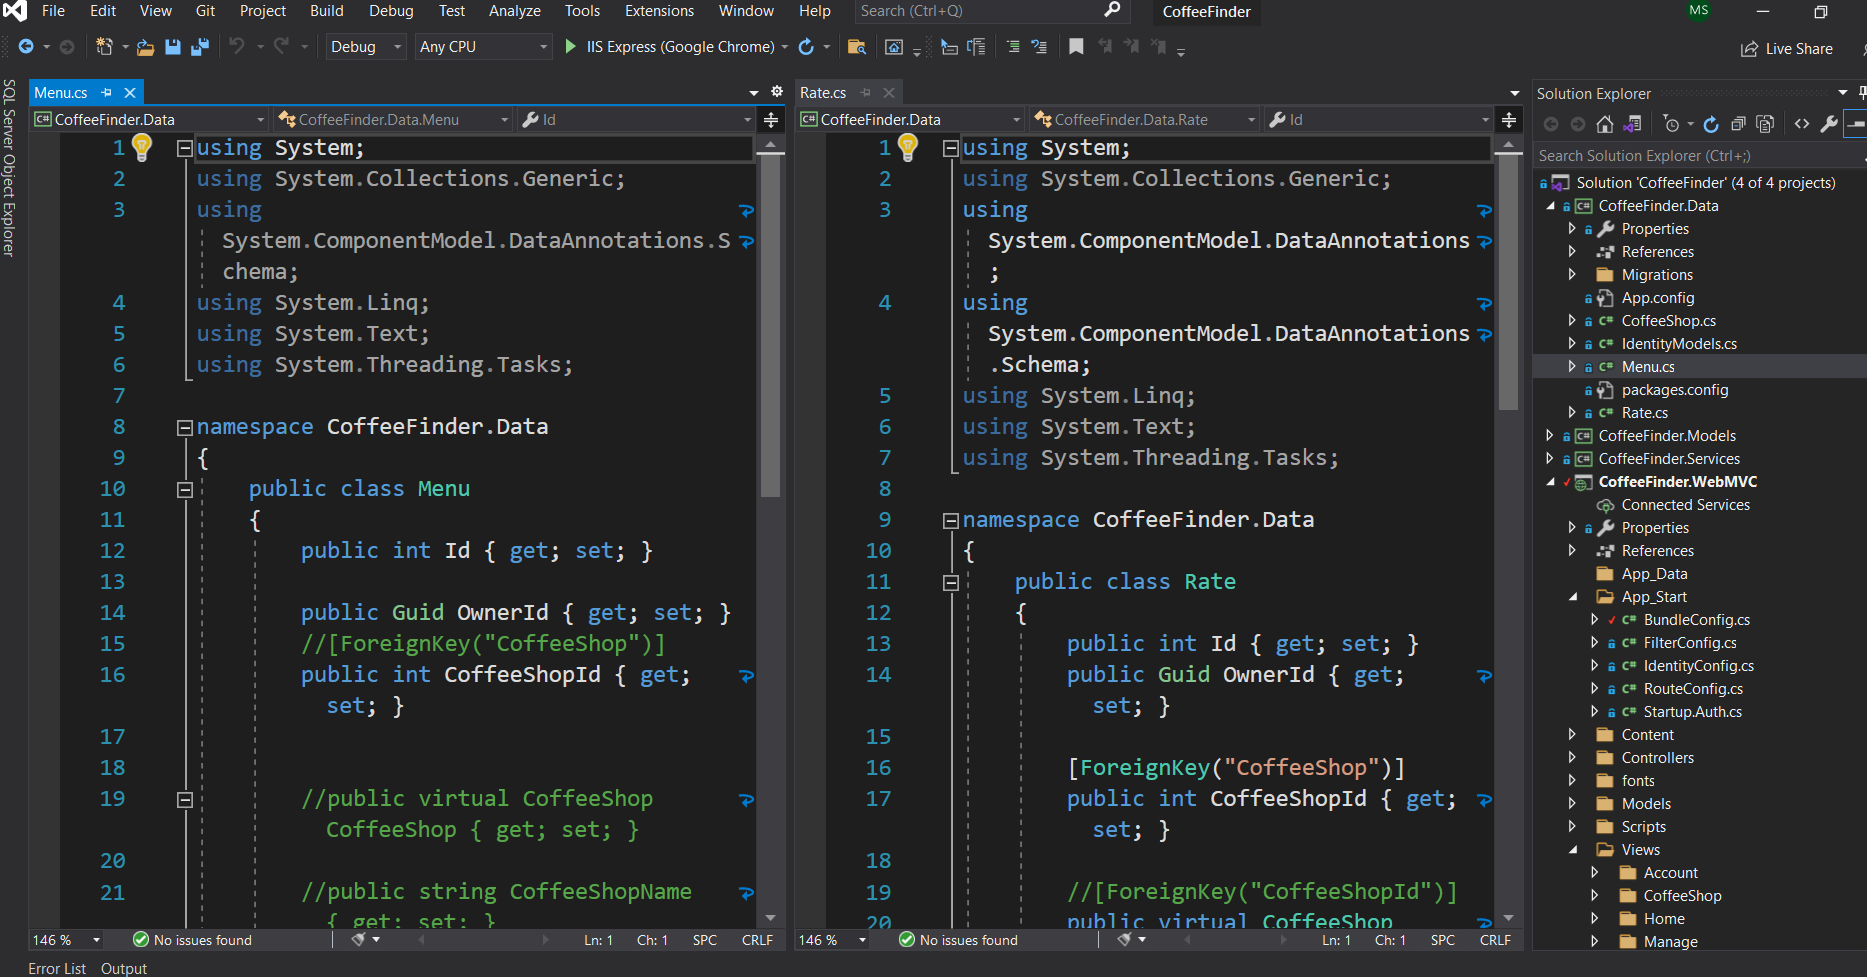 File Edit View Git Project Build Debug Test Analyze Tools Extensions Window Help Search (Ctrl+Q) CoffeeFinder MS
Debug Any CPU IIS Express (Google Chrome) Live Share
SQL Server Object Explorer
Menu.cs
CoffeeFinder.Data CoffeeFinder.Data.Menu Id
1 using System;
2 using System.Collections.Generic;
3 using
System.ComponentModel.DataAnnotations.S
chema;
4 using System.Linq;
5 using System.Text;
6 using System.Threading.Tasks;
7
8 namespace CoffeeFinder.Data
9 {
10 public class Menu
11 {
12 public int Id { get; set; }
13
14 public Guid OwnerId { get; set; }
15 //[ForeignKey("CoffeeShop")]
16 public int CoffeeShopId { get;
set; }
17
18
19 //public virtual CoffeeShop
CoffeeShop { get; set; }
20
21 //public string CoffeeShopName
{ get; set; }
146 % No issues found Ln: 1 Ch: 1 SPC CRLF
Rate.cs
CoffeeFinder.Data CoffeeFinder.Data.Rate Id
1 using System;
2 using System.Collections.Generic;
3 using
System.ComponentModel.DataAnnotations
;
4 using
System.ComponentModel.DataAnnotations
.Schema;
5 using System.Linq;
6 using System.Text;
7 using System.Threading.Tasks;
8
9 namespace CoffeeFinder.Data
10 {
11 public class Rate
12 {
13 public int Id { get; set; }
14 public Guid OwnerId { get;
set; }
15
16 [ForeignKey("CoffeeShop")]
17 public int CoffeeShopId { get;
set; }
18
19 //[ForeignKey("CoffeeShopId")]
20 public virtual CoffeeShop
146 % No issues found Ln: 1 Ch: 1 SPC CRLF
Solution Explorer
Search Solution Explorer (Ctrl+;)
Solution 'CoffeeFinder' (4 of 4 projects)
C# CoffeeFinder.Data
Properties
References
Migrations
App.config
C# CoffeeShop.cs
C# IdentityModels.cs
C# Menu.cs
packages.config
C# Rate.cs
C# CoffeeFinder.Models
C# CoffeeFinder.Services
CoffeeFinder.WebMVC
Connected Services
Properties
References
App_Data
App_Start
C# BundleConfig.cs
C# FilterConfig.cs
C# IdentityConfig.cs
C# RouteConfig.cs
C# Startup.Auth.cs
Content
Controllers
fonts
Models
Scripts
Views
Account
CoffeeShop
Home
Manage
Error List Output